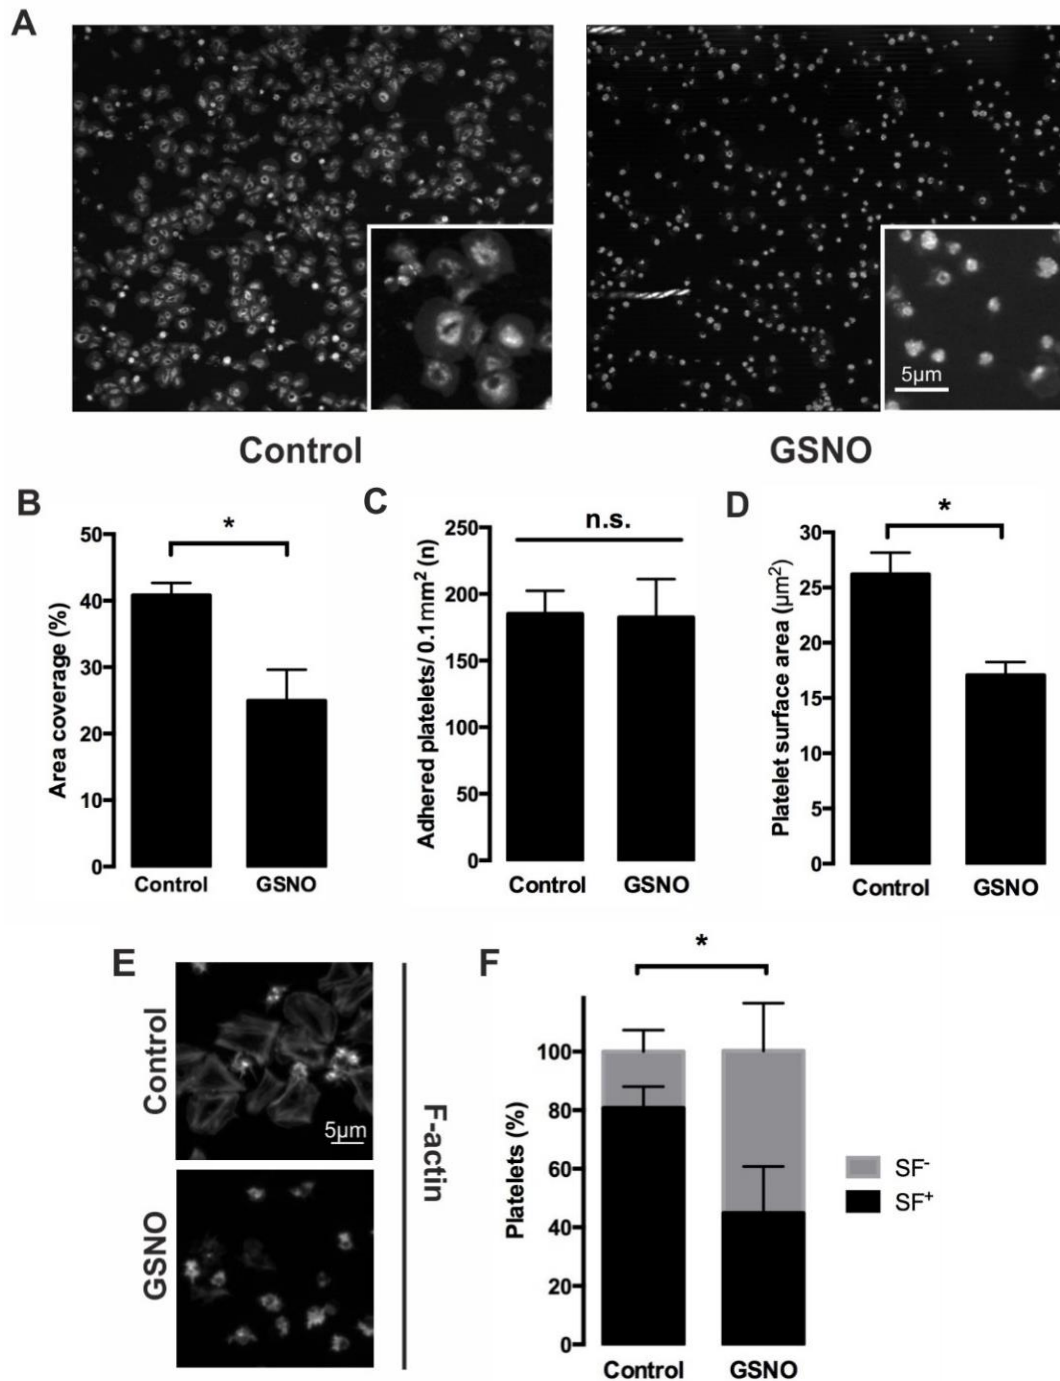 A
5µm
Control
GSNO
B
Area coverage (%)
50
40
30
20
10
0
*
Control
GSNO
C
Adhered platelets/ 0.1mm² (n)
250
200
150
100
50
0
n.s.
Control
GSNO
D
Platelet surface area (µm²)
30
25
20
15
10
5
0
*
Control
GSNO
E
Control
5µm
GSNO
F-actin
F
Platelets (%)
100
80
60
40
20
0
*
Control
GSNO
SF⁻
SF⁺